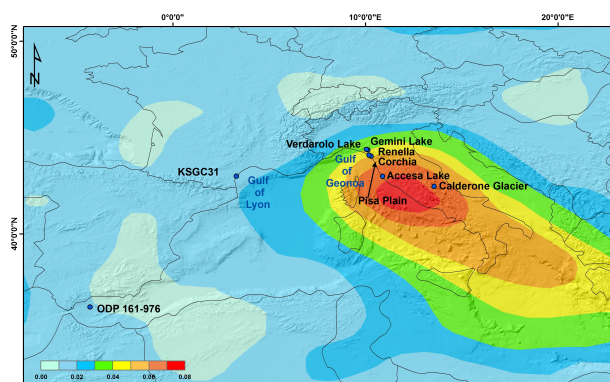 0°0'0" 10°0'0"E 20°0'0"E
50°0'0"N
N
Verdarolo Lake Gemini Lake
Renella
Corchia
Gulf
of
Geonoa
KSGC31
Gulf
of
Lyon
Accesa Lake
Calderone Glacier
Pisa Plain
40°0'0"N
ODP 161-976
0.00 0.02 0.04 0.06 0.08